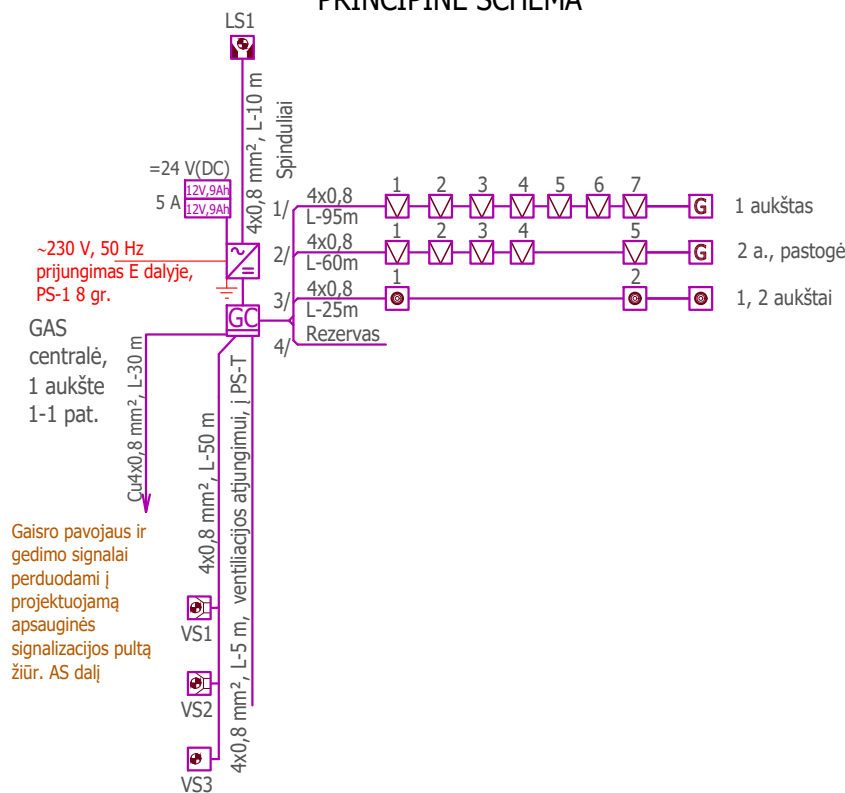 PRINCIPINĖ SCHEMA
LS1
4x0,8 mm², L-10 m
Spinduliai
=24 V(DC)
12V,9Ah
5 A
12V,9Ah
~230 V, 50 Hz
prijungimas E dalyje,
PS-1 8 gr.
GC
GAS
centralė,
1 aukšte
1-1 pat.
1/
4x0,8
L-95m
1 2 3 4 5 6 7
G
1 aukštas
2/
4x0,8
L-60m
1 2 3 4 5
G
2 a., pastogė
3/
4x0,8
L-25m
1 2
1, 2 aukštai
4/
Rezervas
Cu4x0,8 mm², L-30 m
4x0,8 mm², L-50 m
4x0,8 mm², L-5 m, ventiliacijos atjungimui, į PS-T
Gaisro pavojaus ir
gedimo signalai
perduodami į
projektuojamą
apsauginės
signalizacijos pultą
žiūr. AS dalį
VS1
VS2
VS3